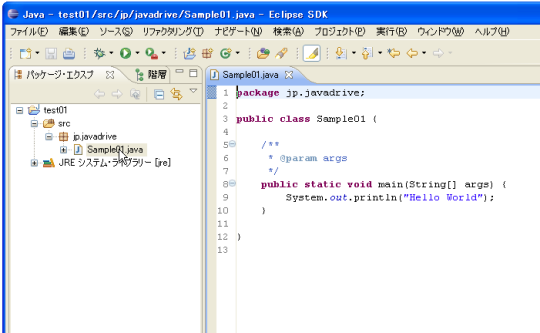 Java - test01/src/jp/javadrive/Sample01.java - Eclipse SDK
ファイル(F) 編集(E) ソース(S) リファクタリング(T) ナビゲート(N) 検索(A) プロジェクト(P) 実行(R) ウィンドウ(W) ヘルプ(H)
パッケージ・エクスプ 階層
test01
src
jp.javadrive
Sample01.java
JRE システム・ライブラリー [jre]
Sample01.java
1 package jp.javadrive;
2
3 public class Sample01 {
4
5 /**
6 * @param args
7 */
8 public static void main(String[] args) {
9 System.out.println("Hello World");
10 }
11
12 }
13